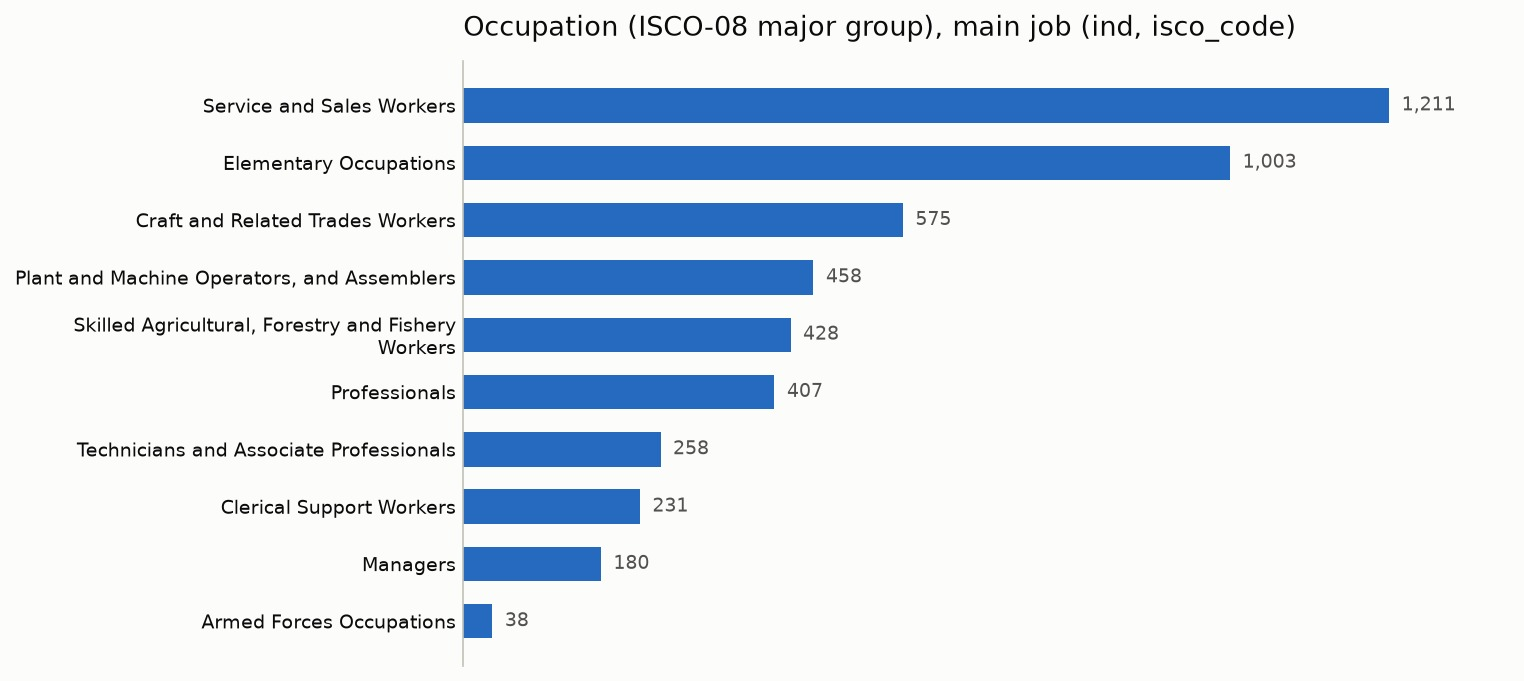 Occupation (ISCO-08 major group), main job (ind, isco_code)
Service and Sales Workers 1,211
Elementary Occupations 1,003
Craft and Related Trades Workers 575
Plant and Machine Operators, and Assemblers 458
Skilled Agricultural, Forestry and Fishery
Workers 428
Professionals 407
Technicians and Associate Professionals 258
Clerical Support Workers 231
Managers 180
Armed Forces Occupations 38